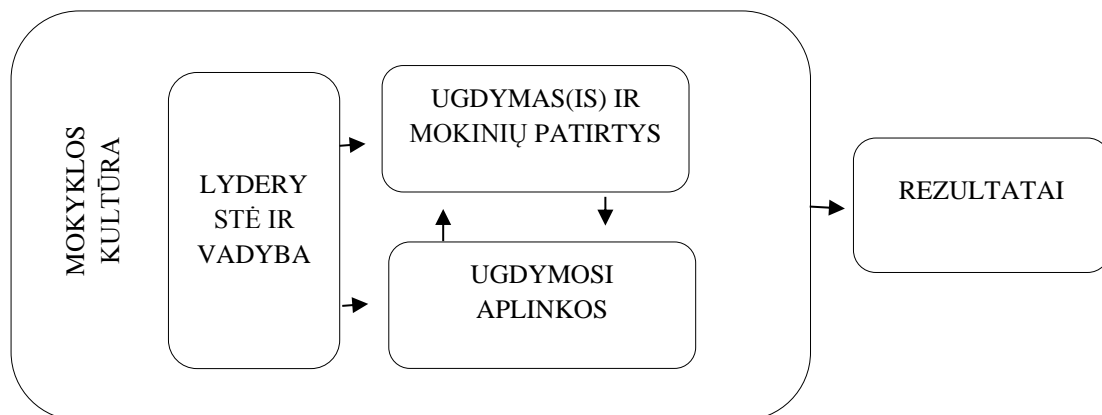 MOKYKLOS
KULTŪRA
LYDERY
STĖ IR
VADYBA
UGDYMAS(IS) IR
MOKINIŲ PATIRTYS
UGDYMOSI
APLINKOS
REZULTATAI